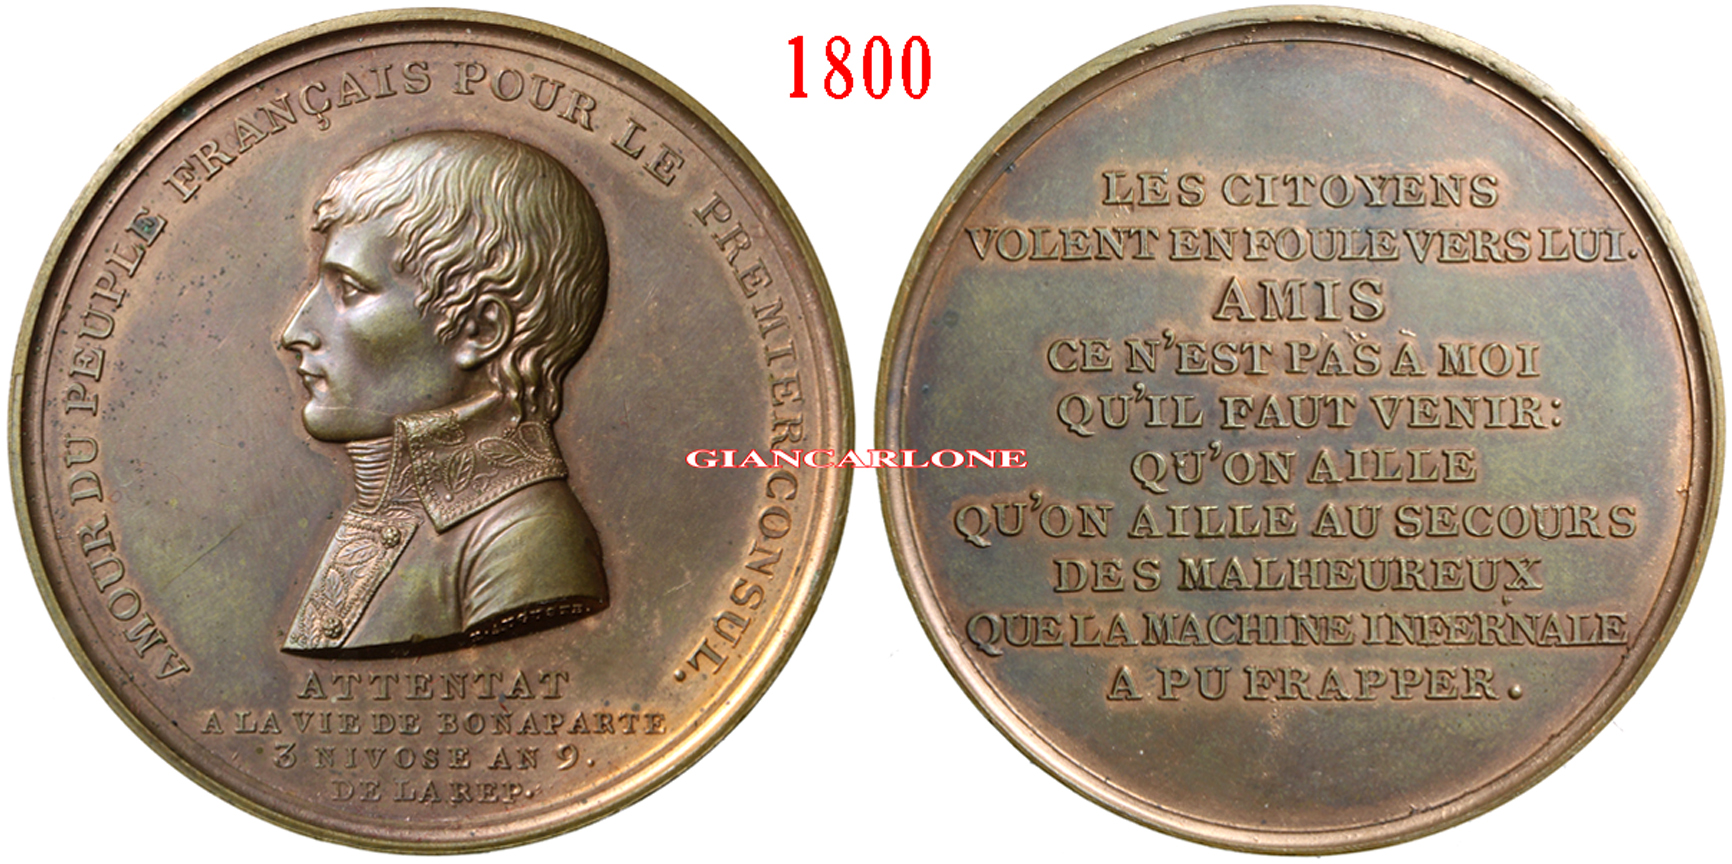 1800
AMOUR DU PEUPLE FRANÇAIS POUR LE PREMIER CONSUL.
AUGUSTE.
ATTENTAT
A LA VIE DE BONAPARTE
3 NIVOSE AN 9.
DE LA REP.
GIANCARLONE
LES CITOYENS
VOLENT EN FOULE VERS LUI.
AMIS
CE N'EST PAS À MOI
QU'IL FAUT VENIR:
QU'ON AILLE
QU'ON AILLE AU SECOURS
DES MALHEUREUX
QUE LA MACHINE INFERNALE
A PU FRAPPER.